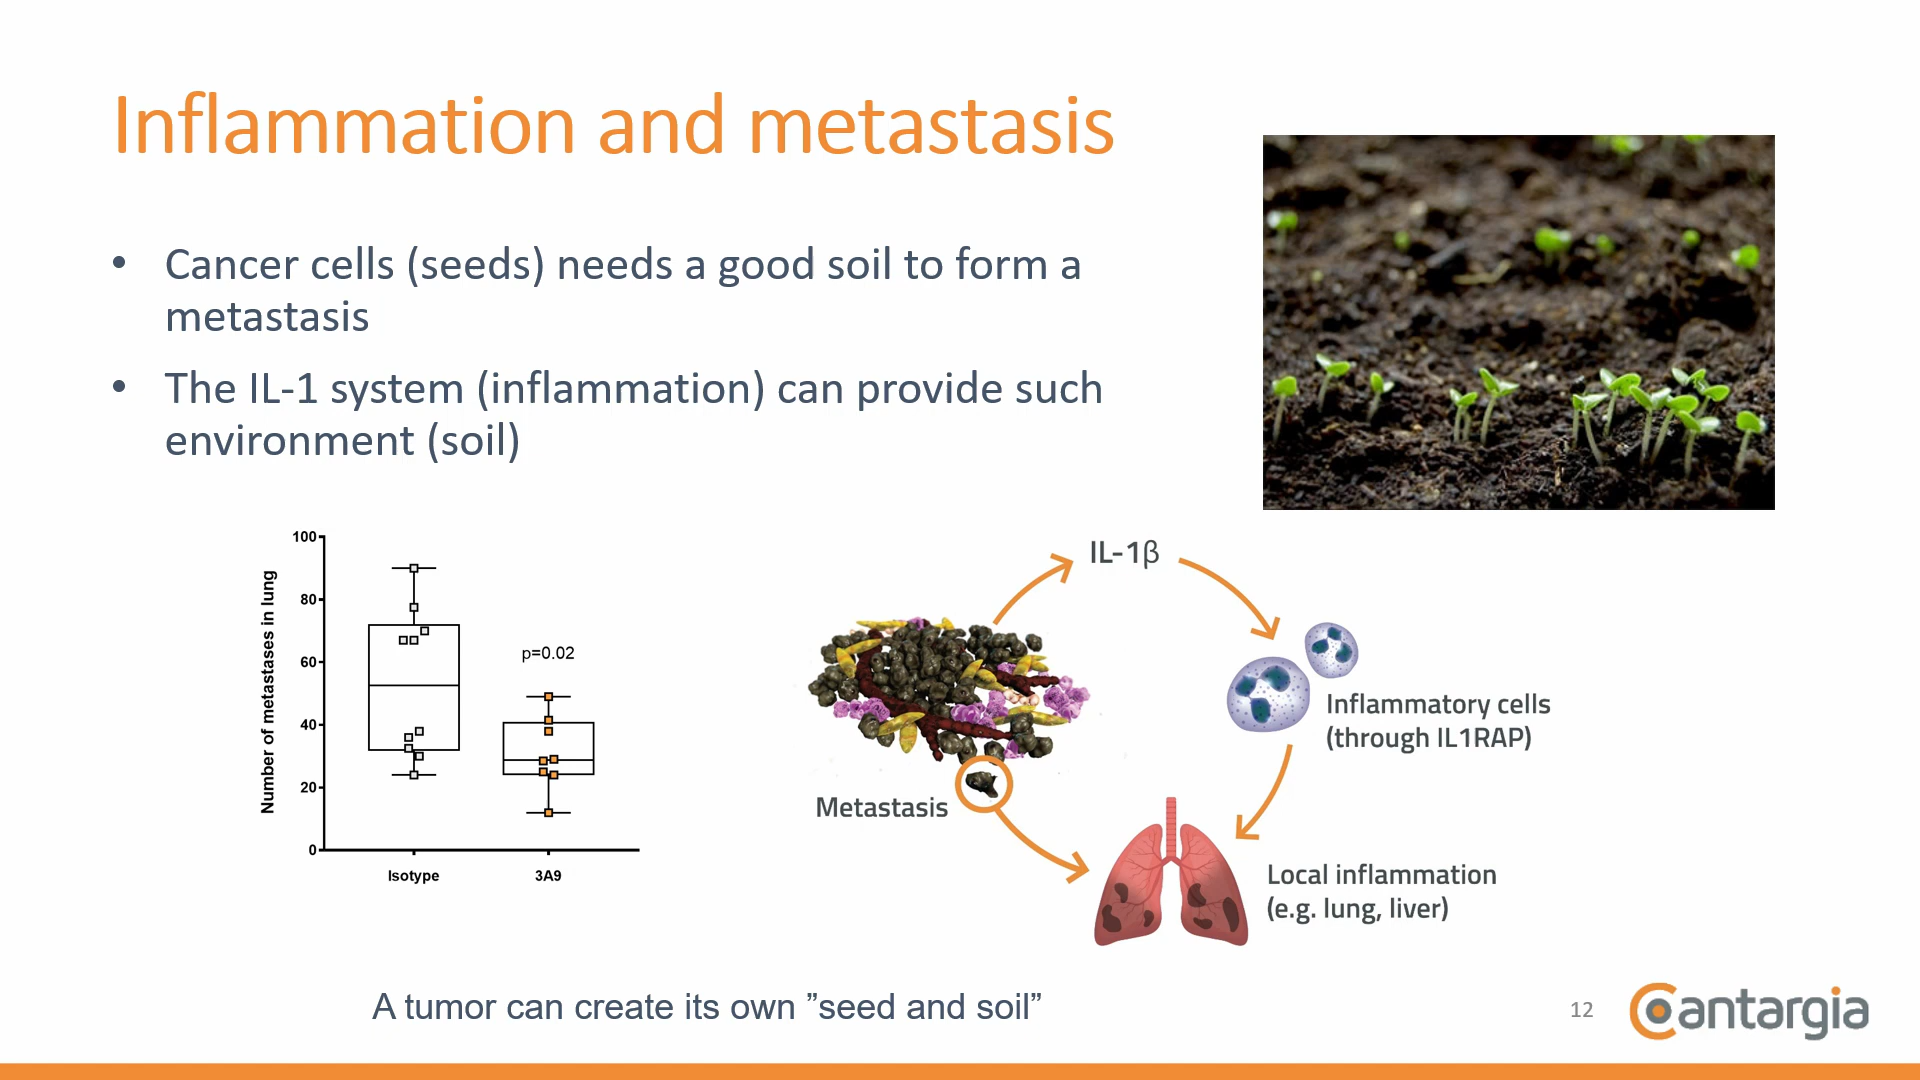 Inflammation and metastasis
• Cancer cells (seeds) needs a good soil to form a
metastasis
• The IL-1 system (inflammation) can provide such
environment (soil)
Number of metastases in lung
100
80
60
40
20
0
p=0.02
Isotype
3A9
IL-1β
Inflammatory cells
(through IL1RAP)
Metastasis
Local inflammation
(e.g. lung, liver)
A tumor can create its own ”seed and soil”
12
Cantargia